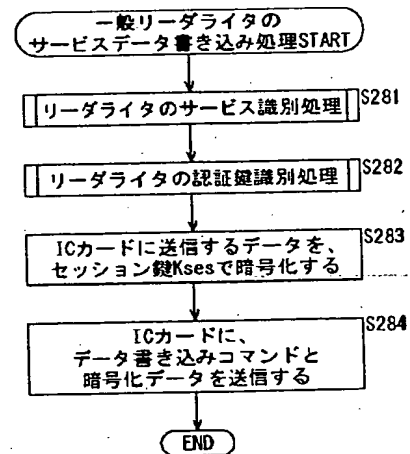 一般リーダライタの
サービスデータ書き込み処理START
リーダライタのサービス識別処理
S281
リーダライタの認証鍵識別処理
S282
ICカードに送信するデータを、
セッション鍵Ksesで暗号化する
S283
ICカードに、
データ書き込みコマンドと
暗号化データを送信する
S284
END